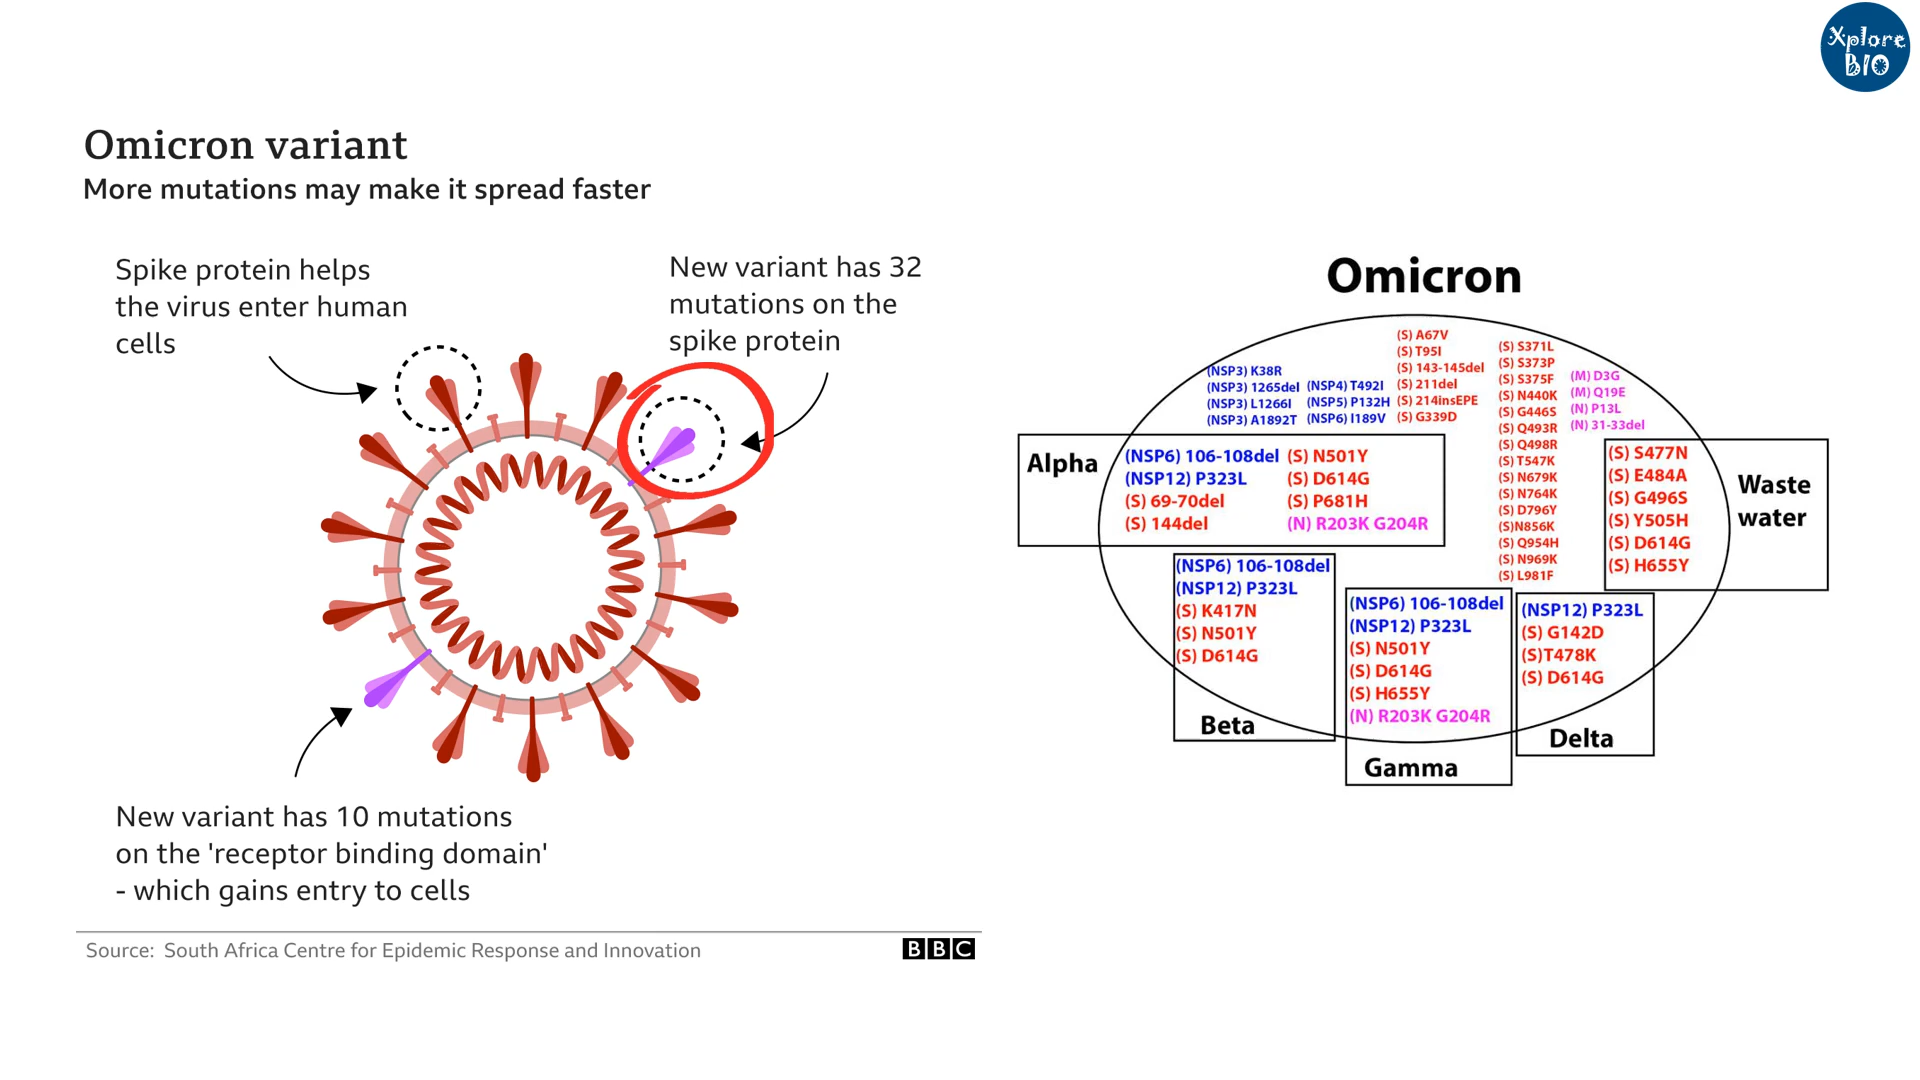 Xplore
BIO
Omicron variant
More mutations may make it spread faster
Spike protein helps
the virus enter human
cells
New variant has 32
mutations on the
spike protein
New variant has 10 mutations
on the 'receptor binding domain'
- which gains entry to cells
Source: South Africa Centre for Epidemic Response and Innovation
BBC
Omicron
(NSP3) K38R
(NSP3) 1265del
(NSP3) L1266I
(NSP3) A1892T
(NSP4) T492I
(NSP5) P132H
(NSP6) I189V
(S) A67V
(S) T95I
(S) 143-145del
(S) 211del
(S) 214insEPE
(S) G339D
(S) S371L
(S) S373P
(S) S375F
(S) N440K
(S) G446S
(S) Q493R
(S) Q498R
(S) T547K
(S) N679K
(S) N764K
(S) D796Y
(S)N856K
(S) Q954H
(S) N969K
(S) L981F
(M) D3G
(M) Q19E
(N) P13L
(N) 31-33del
Alpha
(NSP6) 106-108del
(NSP12) P323L
(S) 69-70del
(S) 144del
(S) N501Y
(S) D614G
(S) P681H
(N) R203K G204R
(S) S477N
(S) E484A
(S) G496S
(S) Y505H
(S) D614G
(S) H655Y
Waste
water
(NSP6) 106-108del
(NSP12) P323L
(S) K417N
(S) N501Y
(S) D614G
Beta
(NSP6) 106-108del
(NSP12) P323L
(S) N501Y
(S) D614G
(S) H655Y
(N) R203K G204R
Gamma
(NSP12) P323L
(S) G142D
(S)T478K
(S) D614G
Delta